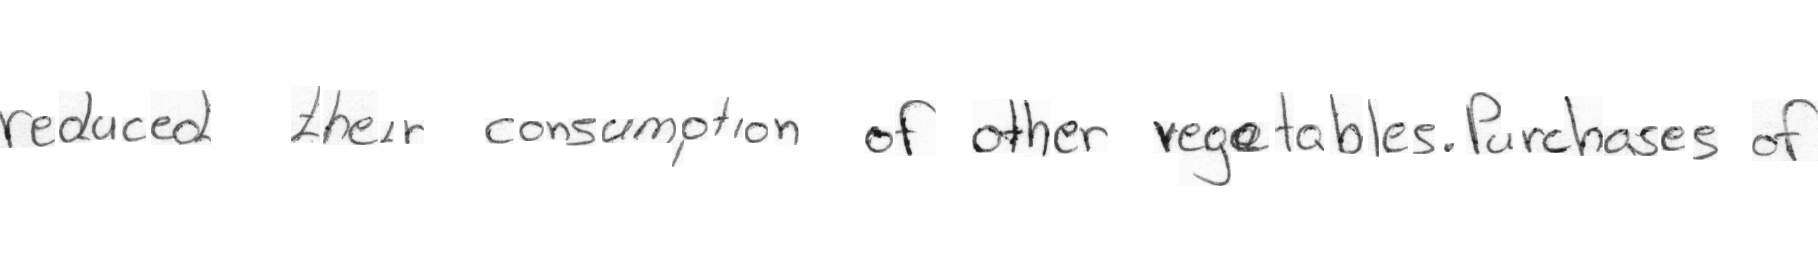 reduced their consumption of other vegetables. Purchases of